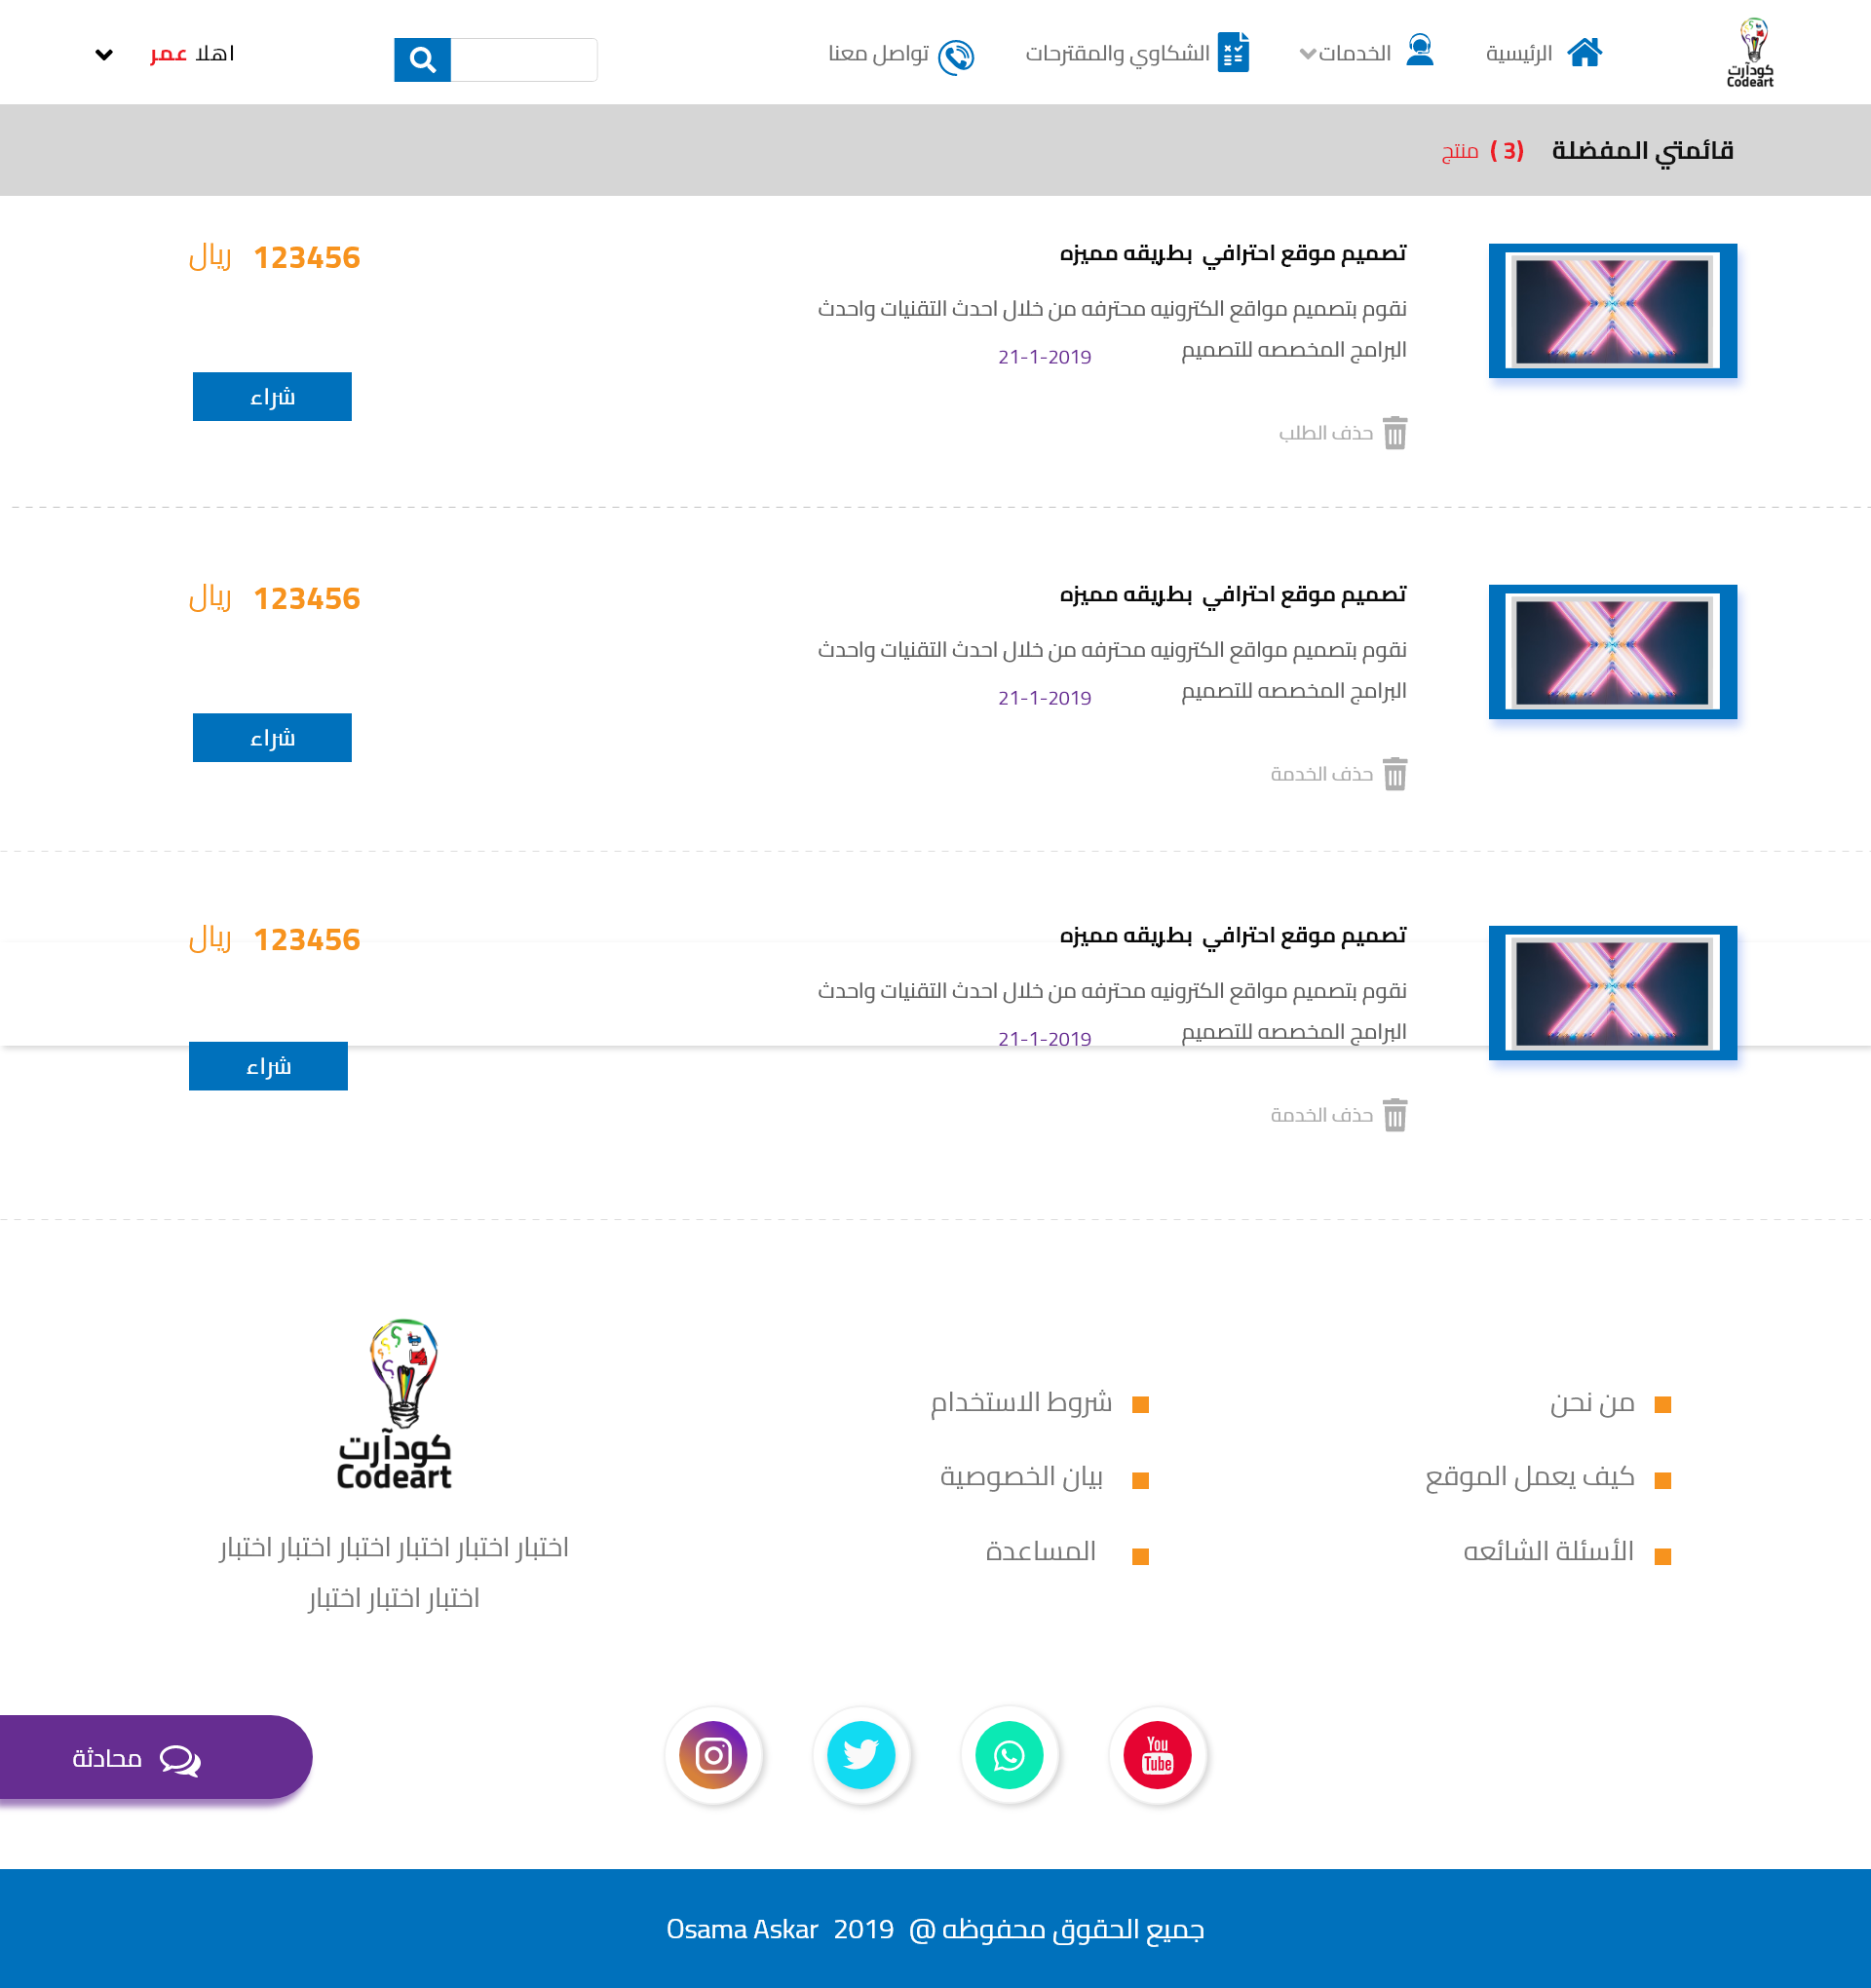 كودآرت
Codeart
الرئيسية
الخدمات
الشكاوي والمقترحات
تواصل معنا
اهلا عمر
قائمتي المفضلة (3 ) منتج
تصميم موقع احترافي بطريقه مميزه
123456 ريال
نقوم بتصميم مواقع الكترونيه محترفه من خلال احدث التقنيات واحدث
البرامج المخصصه للتصميم
21-1-2019
شراء
حذف الطلب
تصميم موقع احترافي بطريقه مميزه
123456 ريال
نقوم بتصميم مواقع الكترونيه محترفه من خلال احدث التقنيات واحدث
البرامج المخصصه للتصميم
21-1-2019
شراء
حذف الخدمة
تصميم موقع احترافي بطريقه مميزه
123456 ريال
نقوم بتصميم مواقع الكترونيه محترفه من خلال احدث التقنيات واحدث
البرامج المخصصه للتصميم
21-1-2019
شراء
حذف الخدمة
من نحن
كيف يعمل الموقع
الأسئلة الشائعه
شروط الاستخدام
بيان الخصوصية
المساعدة
كودآرت
Codeart
اختبار اختبار اختبار اختبار اختبار اختبار
اختبار اختبار اختبار
You
Tube
محادثة
جميع الحقوق محفوظه @ 2019 Osama Askar